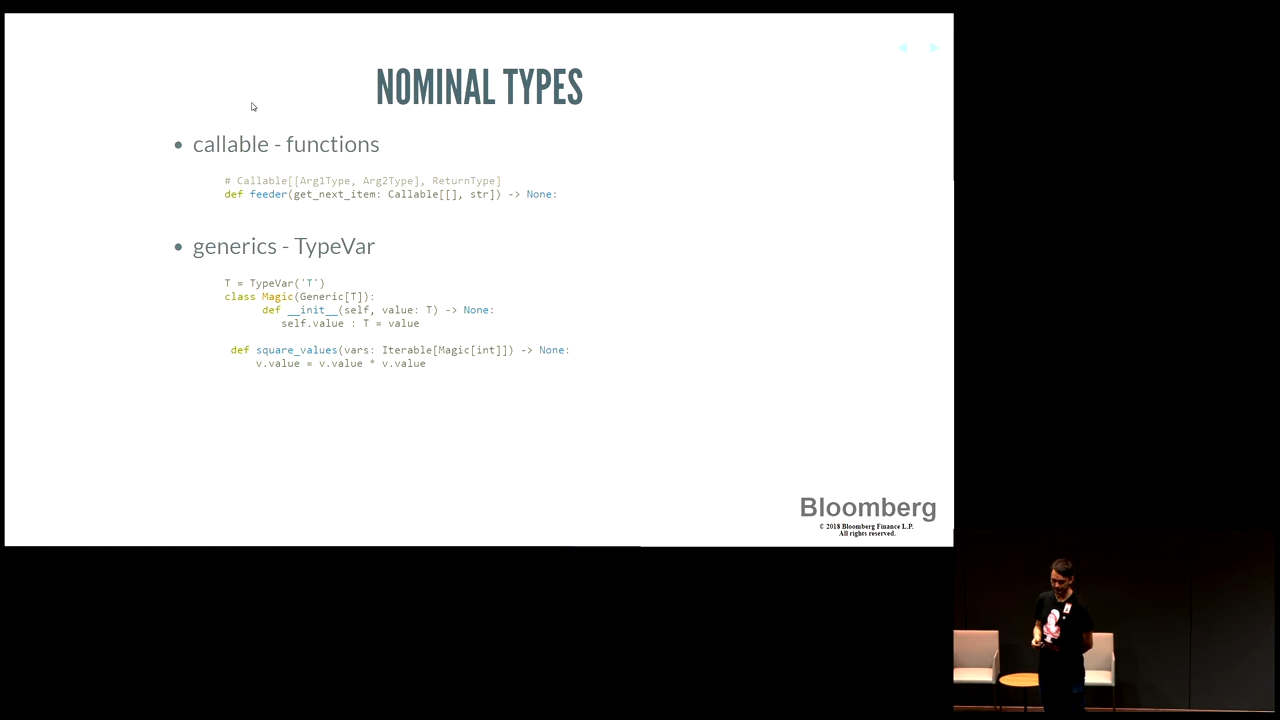 NOMINAL TYPES
• callable - functions
# Callable[[Arg1Type, Arg2Type], ReturnType]
def feeder(get_next_item: Callable[[], str]) -> None:
• generics - TypeVar
T = TypeVar('T')
class Magic(Generic[T]):
def __init__(self, value: T) -> None:
self.value : T = value
def square_values(vars: Iterable[Magic[int]]) -> None:
v.value = v.value * v.value
Bloomberg
© 2018 Bloomberg Finance L.P.
All rights reserved.